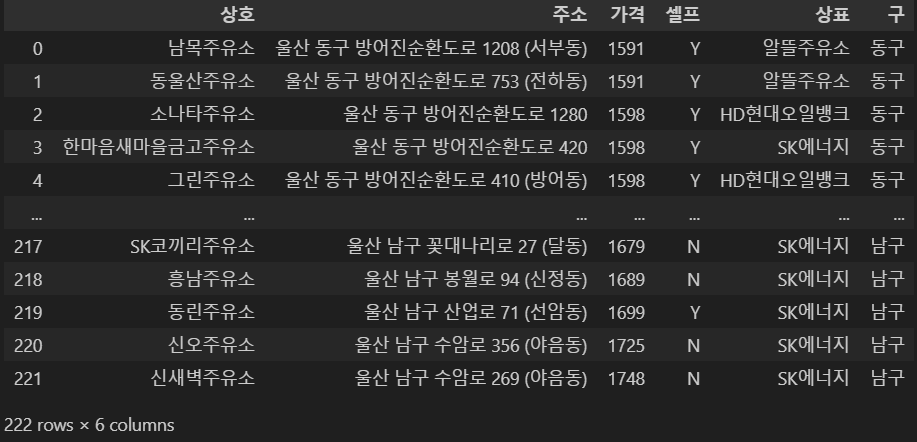 상호 주소 가격 셀프 상표 구
0 남목주유소 울산 동구 방어진순환도로 1208 (서부동) 1591 Y 알뜰주유소 동구
1 동울산주유소 울산 동구 방어진순환도로 753 (전하동) 1591 Y 알뜰주유소 동구
2 소나타주유소 울산 동구 방어진순환도로 1280 1598 Y HD현대오일뱅크 동구
3 한마음새마을금고주유소 울산 동구 방어진순환도로 420 1598 Y SK에너지 동구
4 그린주유소 울산 동구 방어진순환도로 410 (방어동) 1598 Y HD현대오일뱅크 동구
... ... ... ... ... ... ...
217 SK코끼리주유소 울산 남구 꽃대나리로 27 (달동) 1679 N SK에너지 남구
218 흥남주유소 울산 남구 봉월로 94 (신정동) 1689 N SK에너지 남구
219 동린주유소 울산 남구 산업로 71 (선암동) 1699 Y SK에너지 남구
220 신오주유소 울산 남구 수암로 356 (야음동) 1725 N SK에너지 남구
221 신새벽주유소 울산 남구 수암로 269 (야음동) 1748 N SK에너지 남구
222 rows × 6 columns